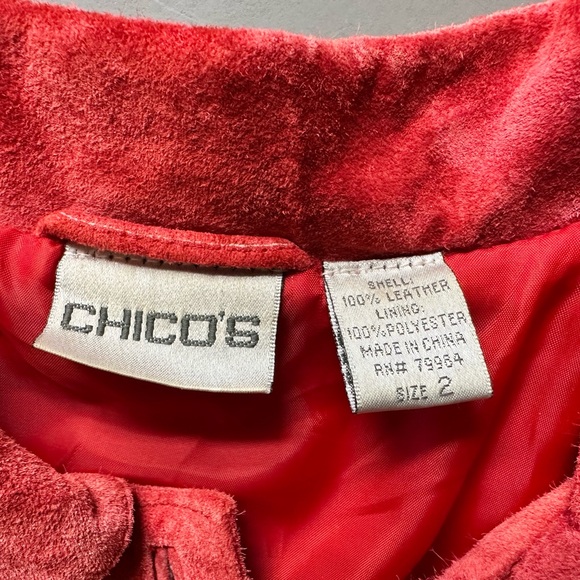 CHICO'S
SHELL:
100% LEATHER
LINING:
100%POLYESTER
MADE IN CHINA
RN# 79984
SIZE 2